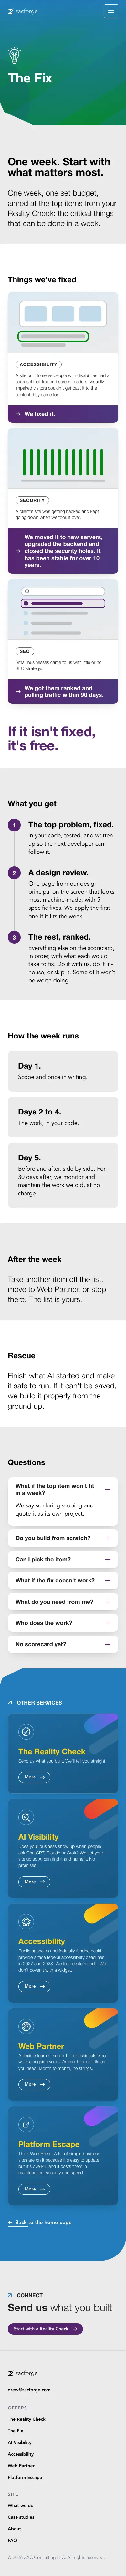 zacforge
The Fix
One week. Start with
what matters most.
One week, one set budget,
aimed at the top items from your
Reality Check: the critical things
that can be done in a week.
Things we've fixed
ACCESSIBILITY
A site built to serve people with disabilities had a
carousel that trapped screen readers. Visually
impaired visitors couldn't get past it to the
content they came for.
→ We fixed it.
SECURITY
A client's site was getting hacked and kept
going down when we took it over.
We moved it to new servers,
upgraded the backend and
→ closed the security holes. It
has been stable for over 10
years.
SEO
Small businesses came to us with little or no
SEO strategy.
→ We got them ranked and
pulling traffic within 90 days.
If it isn't fixed,
it's free.
What you get
1 The top problem, fixed.
In your code, tested, and written
up so the next developer can
follow it.
2 A design review.
One page from our design
principal on the screen that looks
most machine-made, with 5
specific fixes. We apply the first
one if it fits the week.
3 The rest, ranked.
Everything else on the scorecard,
in order, with what each would
take to fix. Do it with us, do it in-
house, or skip it. Some of it won't
be worth doing.
How the week runs
Day 1.
Scope and price in writing.
Days 2 to 4.
The work, in your code.
Day 5.
Before and after, side by side. For
30 days after, we monitor and
maintain the work we did, at no
charge.
After the week
Take another item off the list,
move to Web Partner, or stop
there. The list is yours.
Rescue
Finish what AI started and make
it safe to run. If it can't be saved,
we build it properly from the
ground up.
Questions
What if the top item won't fit
in a week?
We say so during scoping and
quote it as its own project.
Do you build from scratch?
Can I pick the item?
What if the fix doesn't work?
What do you need from me?
Who does the work?
No scorecard yet?
OTHER SERVICES
The Reality Check
Send us what you built. We'll tell you straight.
More →
AI Visibility
Does your business show up when people
ask ChatGPT, Claude or Grok? We set your
site up so AI can find it and name it. No
promises.
More →
Accessibility
Public agencies and federally funded health
providers face federal accessibility deadlines
in 2027 and 2028. We fix the site's code. We
don't cover it with a widget.
More →
Web Partner
A flexible team of senior IT professionals who
work alongside yours. As much or as little as
you need. Month to month, no strings.
More →
Platform Escape
Think WordPress. A lot of simple business
sites are on it because it's easy to update,
but it's overkill, and it costs them in
maintenance, security and speed.
More →
← Back to the home page
CONNECT
Send us what you built
Start with a Reality Check →
zacforge
drew@zacforge.com
OFFERS
The Reality Check
The Fix
AI Visibility
Accessibility
Web Partner
Platform Escape
SITE
What we do
Case studies
About
FAQ
© 2026 ZAC Consulting LLC. All rights reserved.